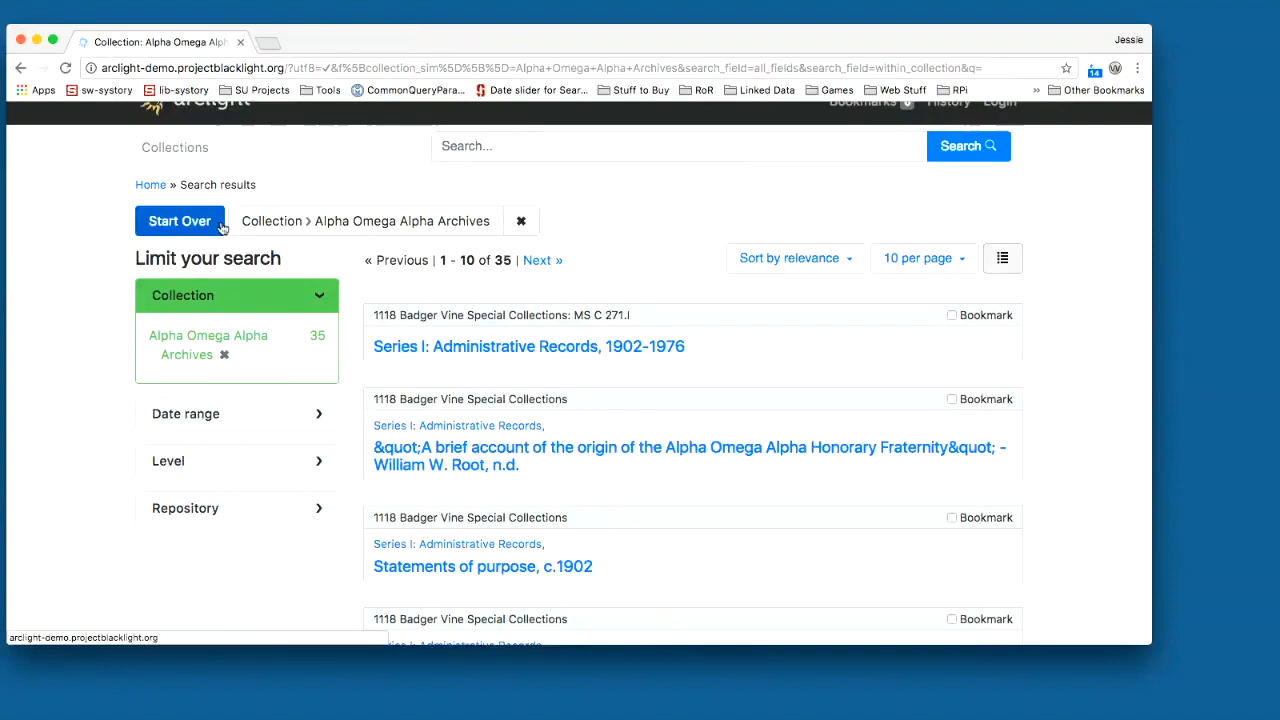 Collection: Alpha Omega Alph
Jessie
arclight-demo.projectblacklight.org/?utf8=✓&f%5Bcollection_sim%5D%5B%5D=Alpha+Omega+Alpha+Archives&search_field=all_fields&search_field=within_collection&q=
14
Apps sw-systory lib-systory SU Projects Tools CommonQueryPara... Date slider for Sear... Stuff to Buy RoR Linked Data Games Web Stuff RPi » Other Bookmarks
arclight Bookmarks 0 History Login
Collections Search... Search
Home » Search results
Start Over Collection > Alpha Omega Alpha Archives ✖
Limit your search
« Previous | 1 - 10 of 35 | Next » Sort by relevance 10 per page
Collection
Alpha Omega Alpha 35
Archives ✖
Date range
Level
Repository
1118 Badger Vine Special Collections: MS C 271.I Bookmark
Series I: Administrative Records, 1902-1976
1118 Badger Vine Special Collections Bookmark
Series I: Administrative Records,
&quot;A brief account of the origin of the Alpha Omega Alpha Honorary Fraternity&quot; -
William W. Root, n.d.
1118 Badger Vine Special Collections Bookmark
Series I: Administrative Records,
Statements of purpose, c.1902
1118 Badger Vine Special Collections Bookmark
Series I: Administrative Records,
arclight-demo.projectblacklight.org